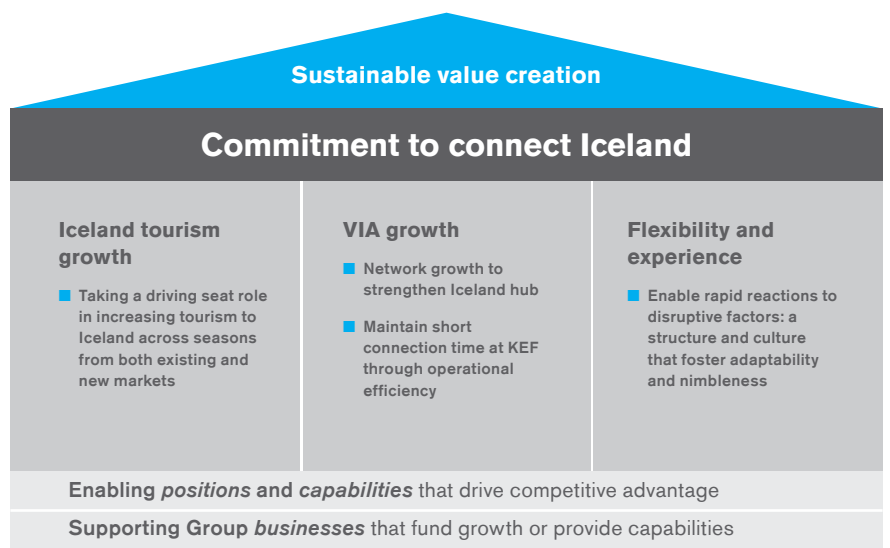 Sustainable value creation
Commitment to connect Iceland
Iceland tourism
growth
Taking a driving seat role
in increasing tourism to
Iceland across seasons
from both existing and
new markets
VIA growth
Network growth to
strengthen Iceland hub
Maintain short
connection time at KEF
through operational
efficiency
Flexibility and
experience
Enable rapid reactions to
disruptive factors: a
structure and culture
that foster adaptability
and nimbleness
Enabling positions and capabilities that drive competitive advantage
Supporting Group businesses that fund growth or provide capabilities